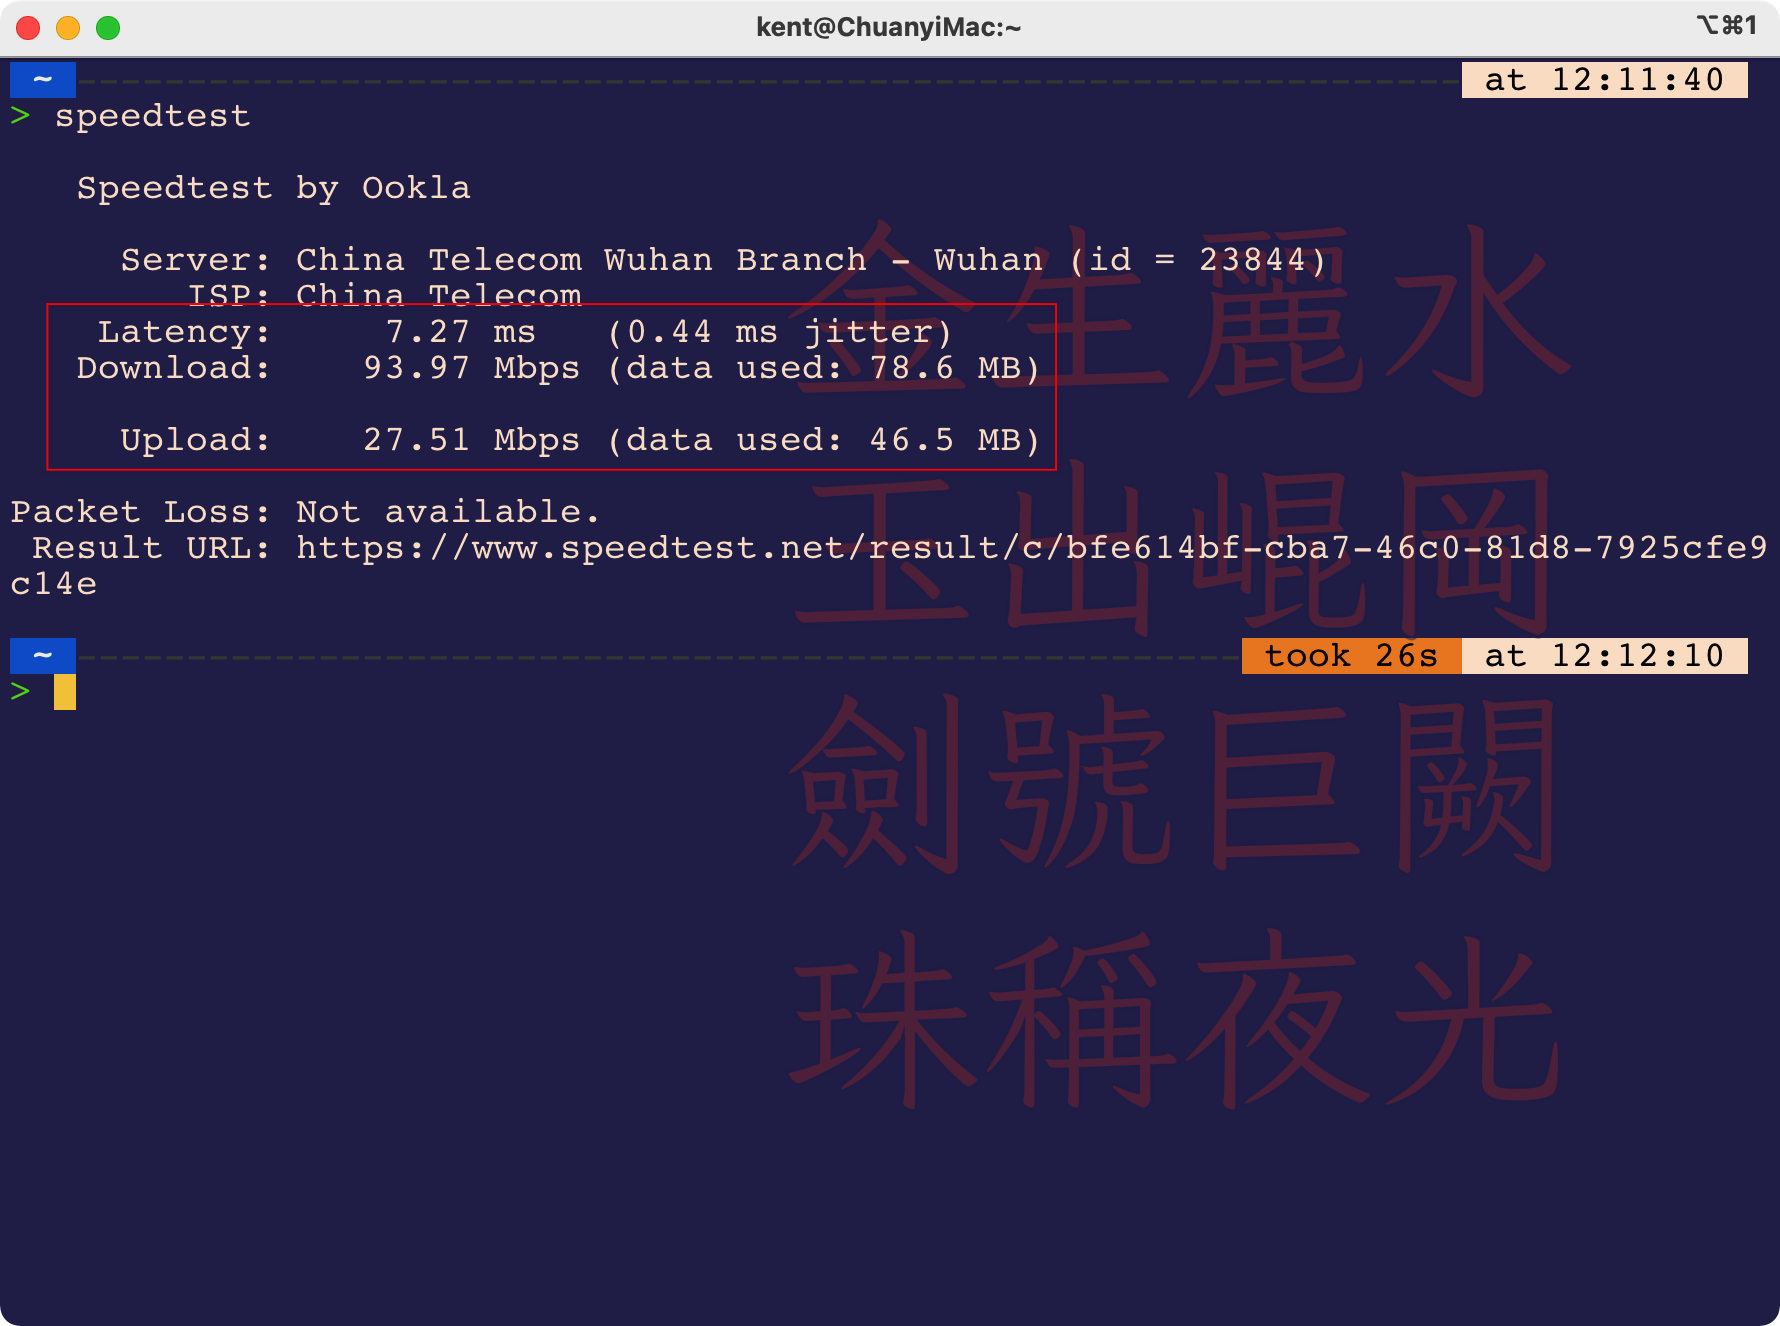 kent@ChuanyiMac:~ ⌥⌘1
~ at 12:11:40
> speedtest
Speedtest by Ookla
Server: China Telecom Wuhan Branch - Wuhan (id = 23844)
ISP: China Telecom
Latency: 7.27 ms (0.44 ms jitter)
Download: 93.97 Mbps (data used: 78.6 MB)
Upload: 27.51 Mbps (data used: 46.5 MB)
Packet Loss: Not available.
Result URL: https://www.speedtest.net/result/c/bfe614bf-cba7-46c0-81d8-7925cfe9
c14e
~ took 26s at 12:12:10
>
金生麗水
玉出崐岡
劍號巨闕
珠稱夜光